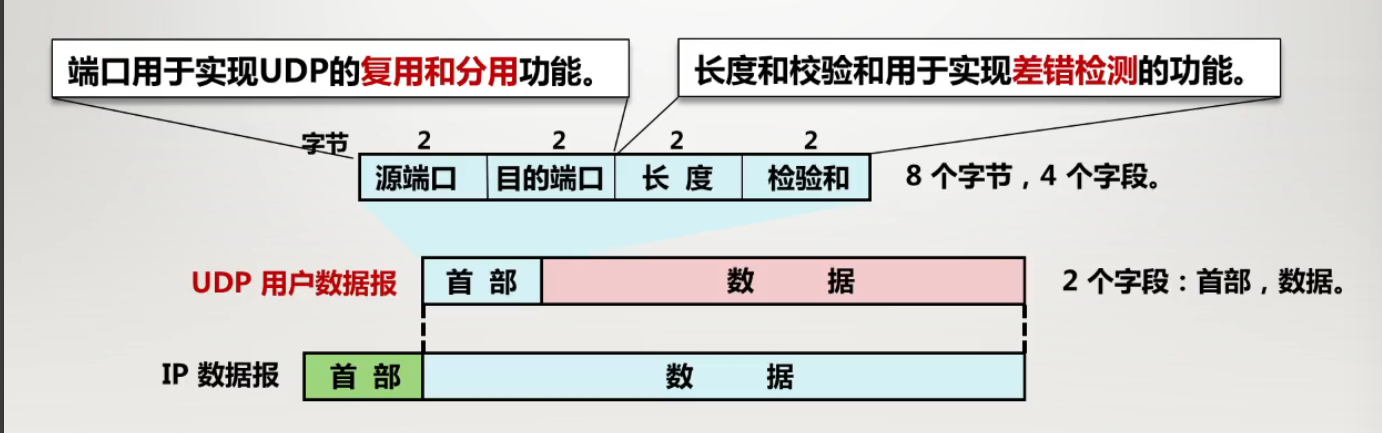 端口用于实现UDP的复用和分用功能。
长度和校验和用于实现差错检测的功能。
字节 2 2 2 2
源端口 目的端口 长 度 检验和 8 个字节，4 个字段。
UDP 用户数据报 首 部 数 据 2 个字段：首部，数据。
IP 数据报 首 部 数 据